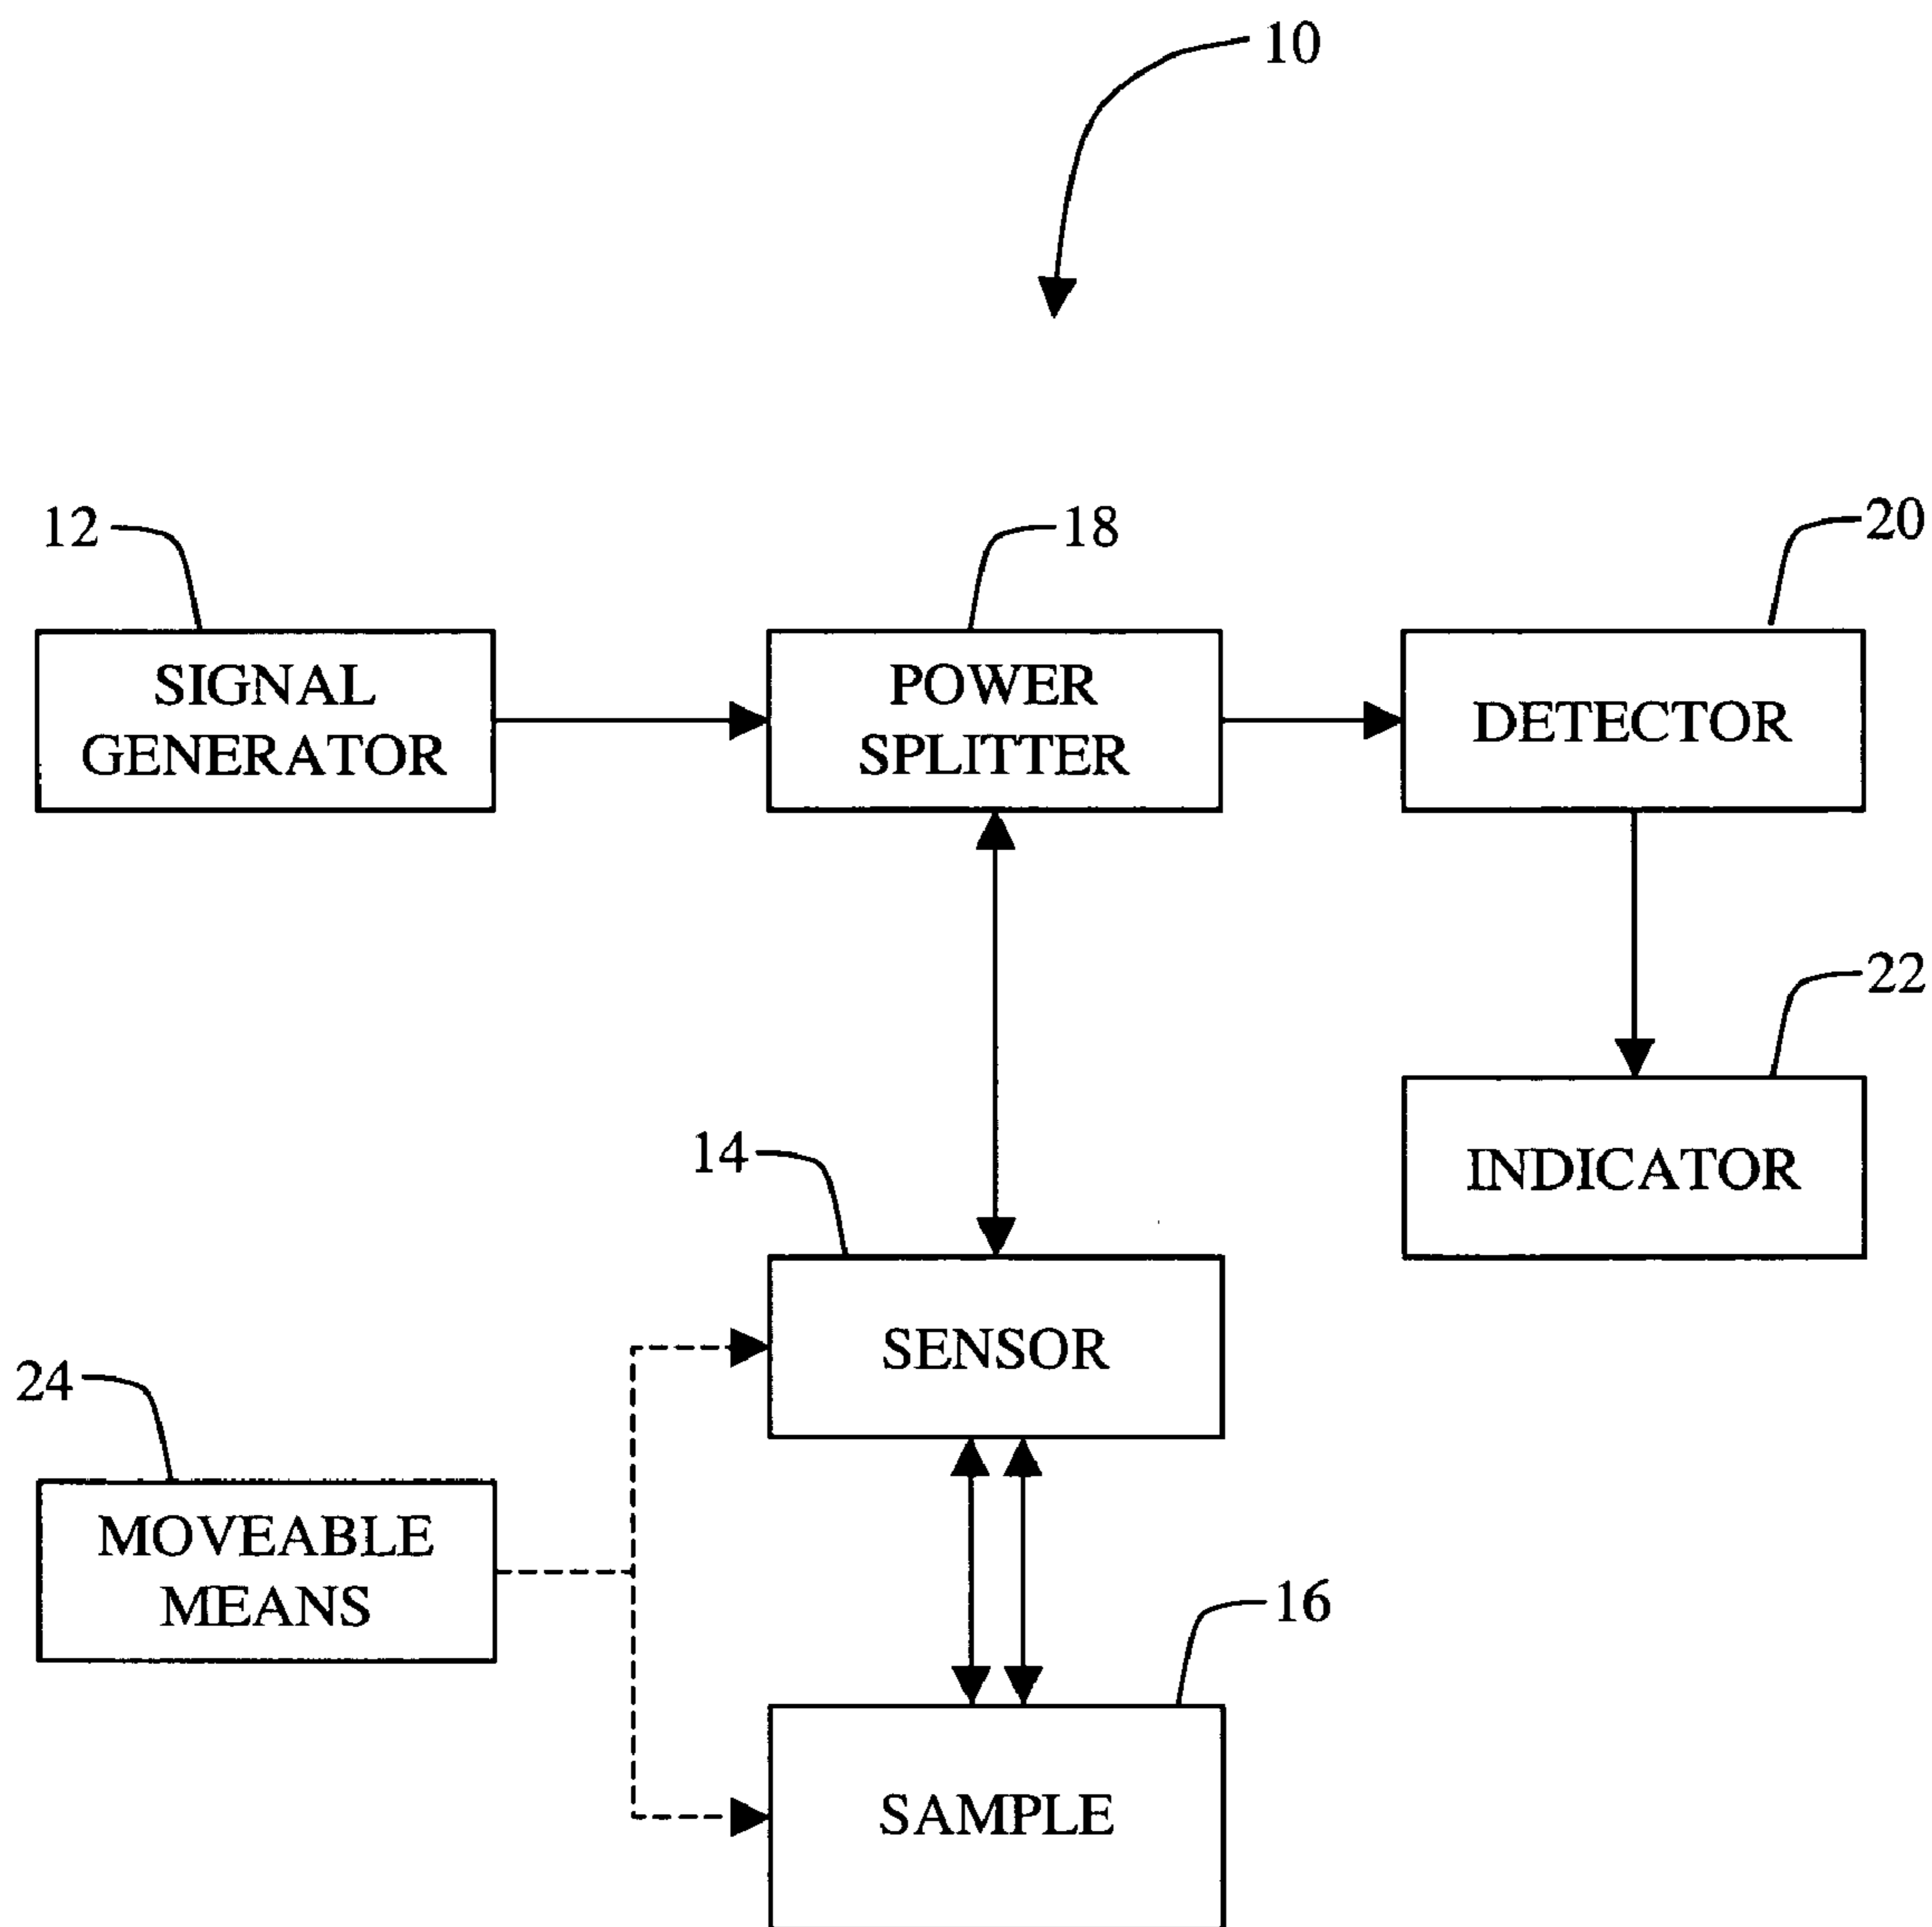 10
12
18
20
SIGNAL
GENERATOR
POWER
SPLITTER
DETECTOR
22
INDICATOR
14
SENSOR
24
MOVEABLE
MEANS
16
SAMPLE